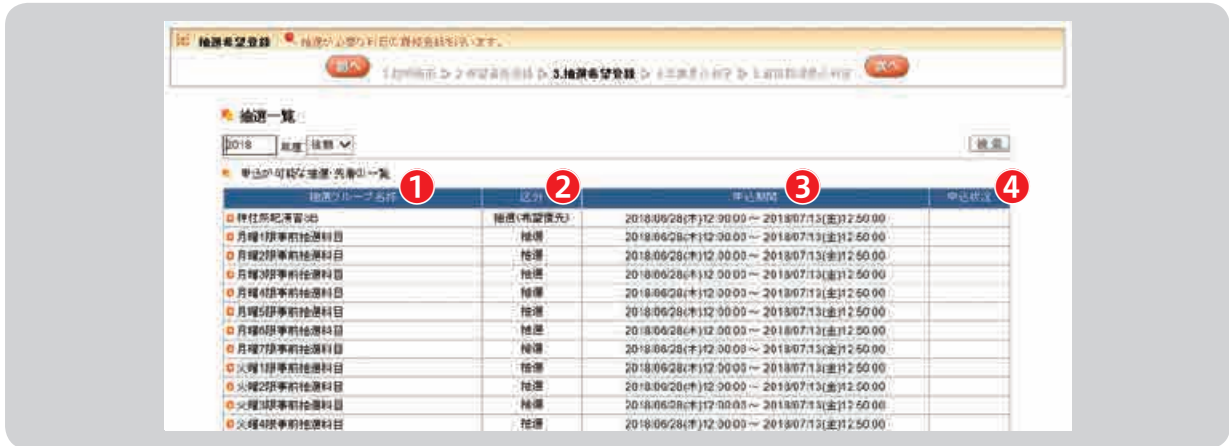 抽選希望登録 抽選が必要な科目の履修登録を行います。
前へ 3.抽選希望登録 次へ
抽選一覧
2018 年度 後期 検索
申込が可能な抽選・先着の一覧
抽選グループ名称 1 区分 2 申込期間 3 申込状況 4
抽選(希望優先) 2018/06/28(木)12:00:00 ～ 2018/07/13(金)12:50:00
月曜1限事前抽選科目 抽選 2018/06/28(木)12:00:00 ～ 2018/07/13(金)12:50:00
月曜2限事前抽選科目 抽選 2018/06/28(木)12:00:00 ～ 2018/07/13(金)12:50:00
月曜3限事前抽選科目 抽選 2018/06/28(木)12:00:00 ～ 2018/07/13(金)12:50:00
月曜4限事前抽選科目 抽選 2018/06/28(木)12:00:00 ～ 2018/07/13(金)12:50:00
月曜5限事前抽選科目 抽選 2018/06/28(木)12:00:00 ～ 2018/07/13(金)12:50:00
月曜6限事前抽選科目 抽選 2018/06/28(木)12:00:00 ～ 2018/07/13(金)12:50:00
月曜7限事前抽選科目 抽選 2018/06/28(木)12:00:00 ～ 2018/07/13(金)12:50:00
火曜1限事前抽選科目 抽選 2018/06/28(木)12:00:00 ～ 2018/07/13(金)12:50:00
火曜2限事前抽選科目 抽選 2018/06/28(木)12:00:00 ～ 2018/07/13(金)12:50:00
火曜3限事前抽選科目 抽選 2018/06/28(木)12:00:00 ～ 2018/07/13(金)12:50:00
火曜4限事前抽選科目 抽選 2018/06/28(木)12:00:00 ～ 2018/07/13(金)12:50:00